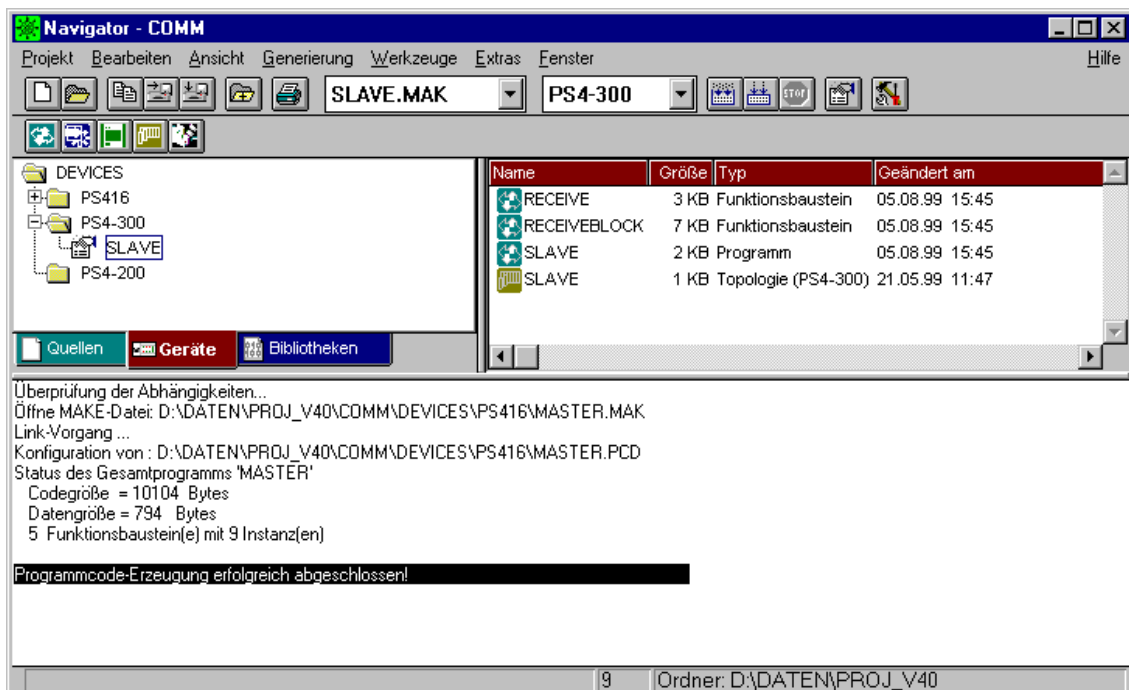 Navigator - COMM
Projekt Bearbeiten Ansicht Generierung Werkzeuge Extras Fenster Hilfe
SLAVE.MAK PS4-300 STOP
DEVICES
PS416
PS4-300
SLAVE
PS4-200
Quellen Geräte Bibliotheken
Name Größe Typ Geändert am
RECEIVE 3 KB Funktionsbaustein 05.08.99 15:45
RECEIVEBLOCK 7 KB Funktionsbaustein 05.08.99 15:45
SLAVE 2 KB Programm 05.08.99 15:45
SLAVE 1 KB Topologie (PS4-300) 21.05.99 11:47
Überprüfung der Abhängigkeiten...
Öffne MAKE-Datei: D:\DATEN\PROJ_V40\COMM\DEVICES\PS416\MASTER.MAK
Link-Vorgang ...
Konfiguration von : D:\DATEN\PROJ_V40\COMM\DEVICES\PS416\MASTER.PCD
Status des Gesamtprogramms 'MASTER'
Codegröße = 10104 Bytes
Datengröße = 794 Bytes
5 Funktionsbaustein(e) mit 9 Instanz(en)
Programmcode-Erzeugung erfolgreich abgeschlossen!
9 Ordner: D:\DATEN\PROJ_V40